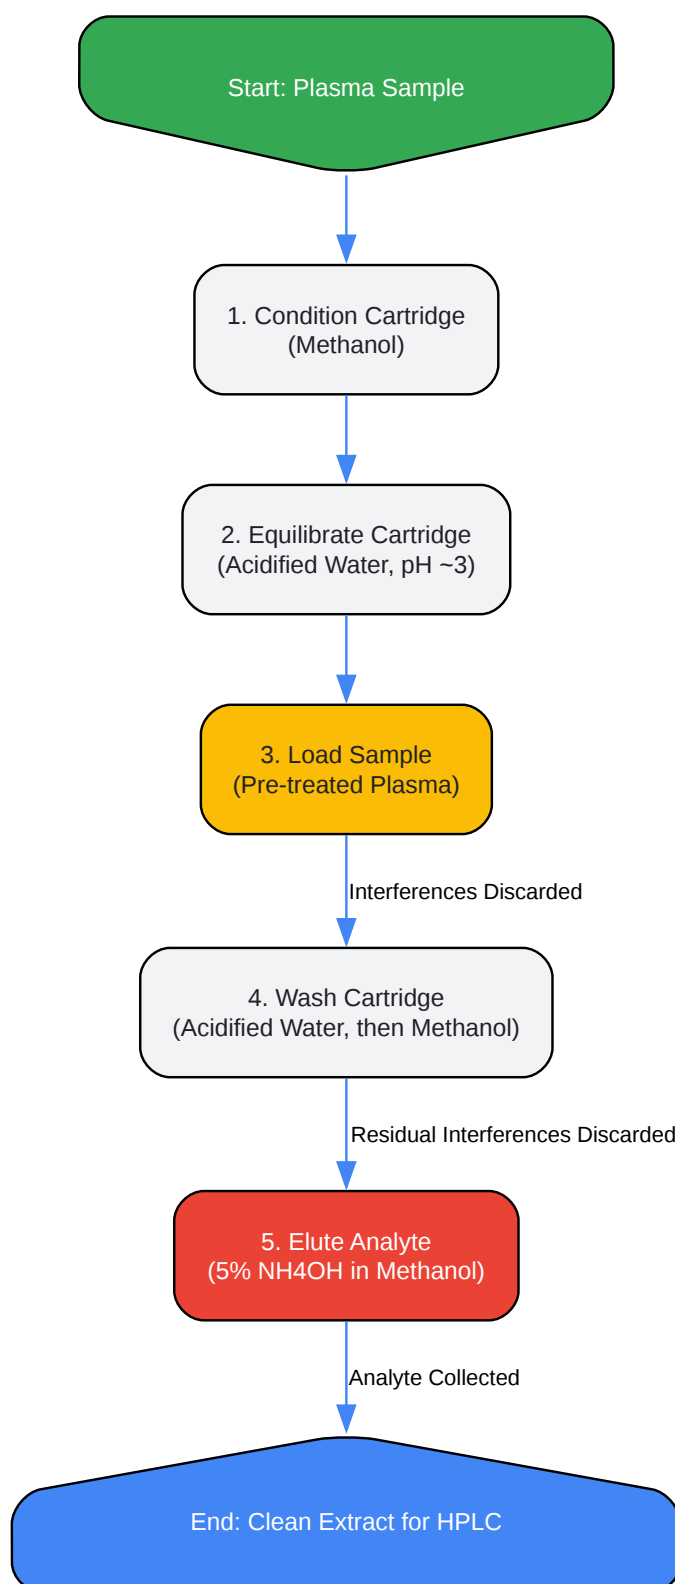 Start: Plasma Sample
1. Condition Cartridge
(Methanol)
2. Equilibrate Cartridge
(Acidified Water, pH ~3)
3. Load Sample
(Pre-treated Plasma)
Interferences Discarded
4. Wash Cartridge
(Acidified Water, then Methanol)
Residual Interferences Discarded
5. Elute Analyte
(5% NH4OH in Methanol)
Analyte Collected
End: Clean Extract for HPLC